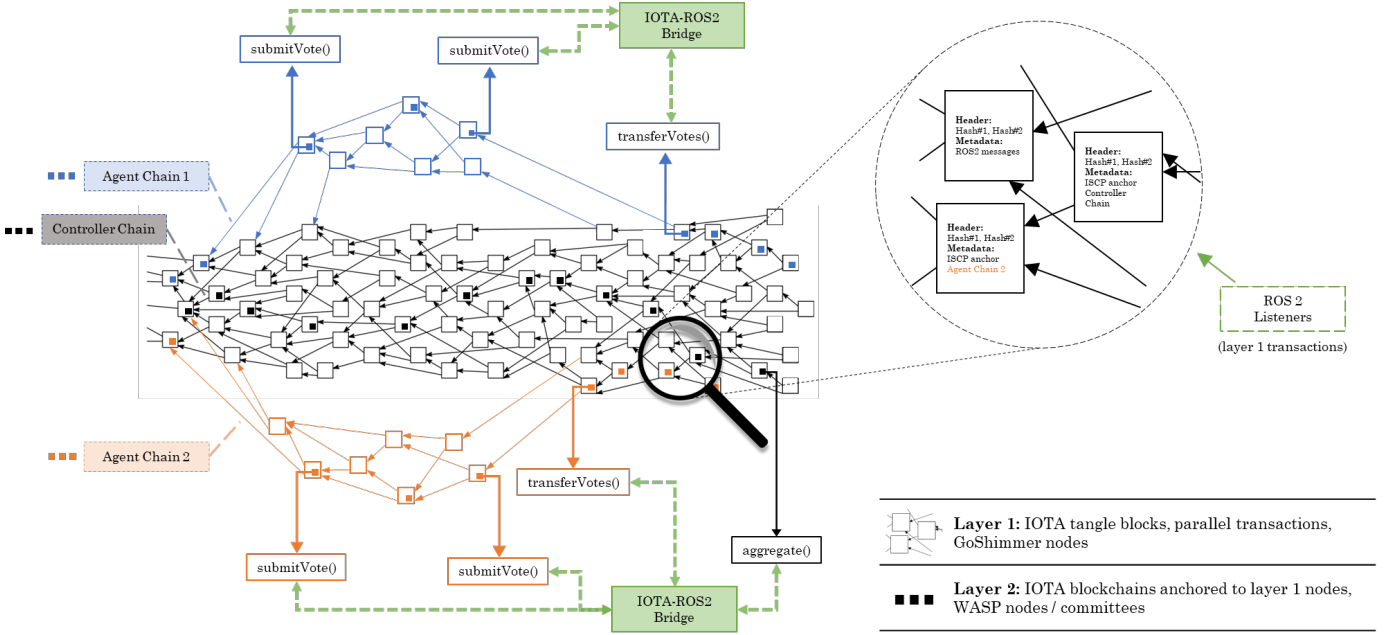 IOTA-ROS2
Bridge
submitVote()
submitVote()
transferVotes()
Agent Chain 1
Controller Chain
Header:
Hash#1, Hash#2
Metadata:
ROS2 messages
Header:
Hash#1, Hash#2
Metadata:
ISCP anchor
Controller
Chain
Header:
Hash#1, Hash#2
Metadata:
ISCP anchor
Agent Chain 2
ROS 2
Listeners
(layer 1 transactions)
Agent Chain 2
transferVotes()
submitVote()
submitVote()
aggregate()
IOTA-ROS2
Bridge
Layer 1: IOTA tangle blocks, parallel transactions,
GoShimmer nodes
Layer 2: IOTA blockchains anchored to layer 1 nodes,
WASP nodes / committees